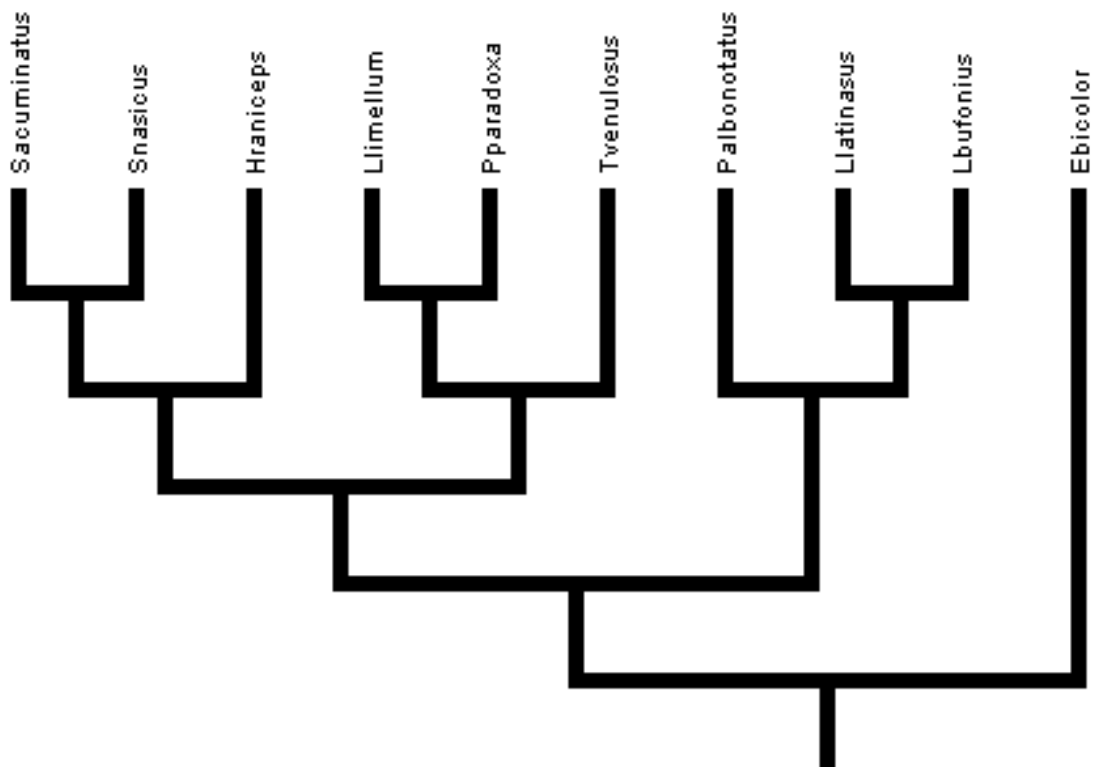 Sacuminatus
Snasicus
Hraniceps
Llimellum
Pparadoxa
Tvenulosus
Palbonotatus
Llatinasus
Lbufonius
Ebicolor